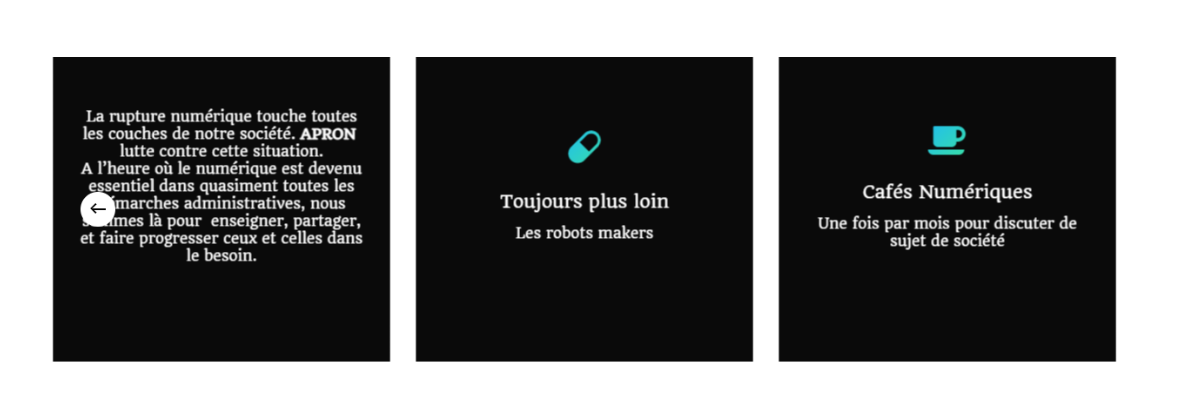 La rupture numérique touche toutes
les couches de notre société. APRON
lutte contre cette situation.
A l'heure où le numérique est devenu
essentiel dans quasiment toutes les
marches administratives, nous
mes là pour enseigner, partager,
et faire progresser ceux et celles dans
le besoin.
Toujours plus loin
Les robots makers
Cafés Numériques
Une fois par mois pour discuter de
sujet de société